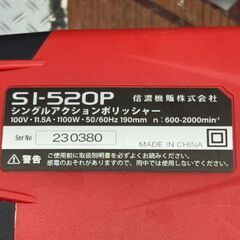 SI-520P 信濃機販株式会社
シングルアクションポリッシャー
100V・11.5A・1100W・50/60Hz 190mm n：600-2000min⁻¹
Ser No 230380
MADE IN CHINA
⚠警告 ご使用前に取扱説明書をお読みください。
感電のおそれがありますので、雨中で使用しないでください。